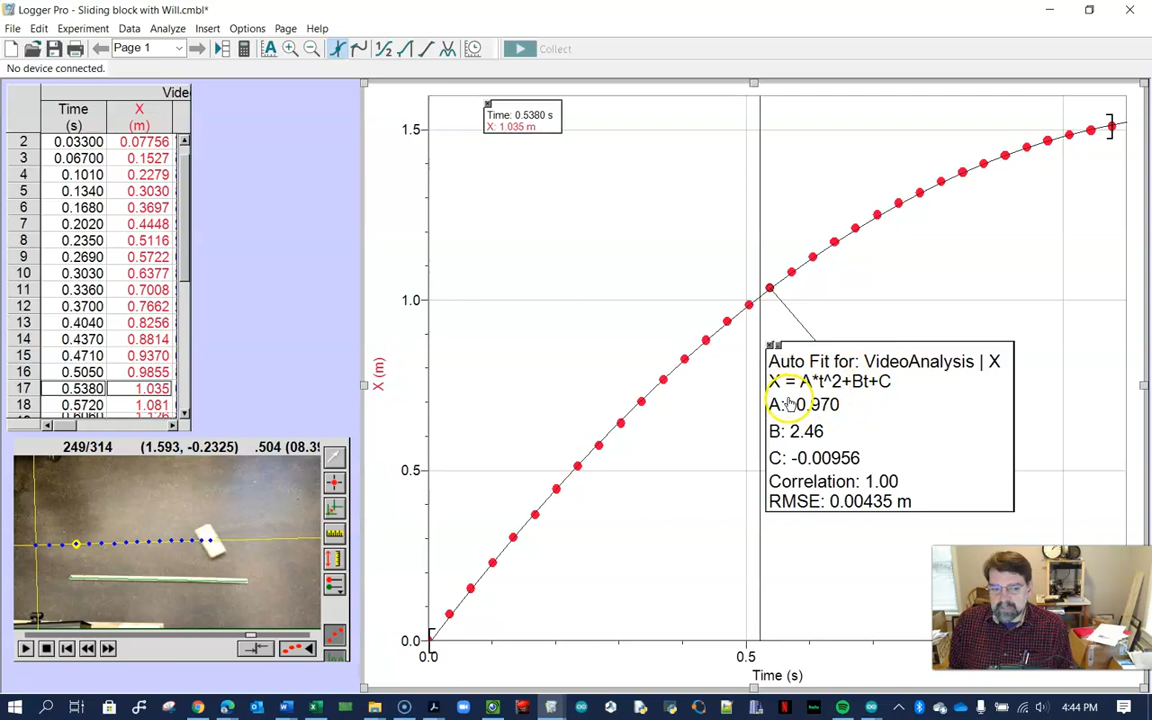 Logger Pro - Sliding block with Will.cmbl*
File Edit Experiment Data Analyze Insert Options Page Help
Page 1
Collect
No device connected.
Video
Time X
(s) (m)
2 0.03300 0.07756
3 0.06700 0.1527
4 0.1010 0.2279
5 0.1340 0.3030
6 0.1680 0.3697
7 0.2020 0.4448
8 0.2350 0.5116
9 0.2690 0.5722
10 0.3030 0.6377
11 0.3360 0.7008
12 0.3700 0.7662
13 0.4040 0.8256
14 0.4370 0.8814
15 0.4710 0.9370
16 0.5050 0.9855
17 0.5380 1.035
18 0.5720 1.081
249/314 (1.593, -0.2325) .504 (08.39
Time: 0.5380 s
X: 1.035 m
1.5
1.0
0.5
0.0
X (m)
0.0 0.5
Time (s)
Auto Fit for: VideoAnalysis | X
X = A*t^2+Bt+C
A: -0.970
B: 2.46
C: -0.00956
Correlation: 1.00
RMSE: 0.00435 m
4:44 PM